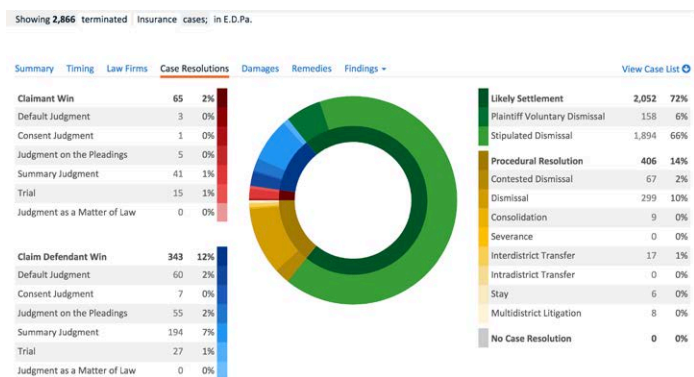 Showing 2,866 terminated Insurance cases; in E.D.Pa.
Summary Timing Law Firms Case Resolutions Damages Remedies Findings View Case List
Claimant Win 65 2%
Default Judgment 3 0%
Consent Judgment 1 0%
Judgment on the Pleadings 5 0%
Summary Judgment 41 1%
Trial 15 1%
Judgment as a Matter of Law 0 0%
Claim Defendant Win 343 12%
Default Judgment 60 2%
Consent Judgment 7 0%
Judgment on the Pleadings 55 2%
Summary Judgment 194 7%
Trial 27 1%
Judgment as a Matter of Law 0 0%
Likely Settlement 2,052 72%
Plaintiff Voluntary Dismissal 158 6%
Stipulated Dismissal 1,894 66%
Procedural Resolution 406 14%
Contested Dismissal 67 2%
Dismissal 299 10%
Consolidation 9 0%
Severance 0 0%
Interdistrict Transfer 17 1%
Intradistrict Transfer 0 0%
Stay 6 0%
Multidistrict Litigation 8 0%
No Case Resolution 0 0%